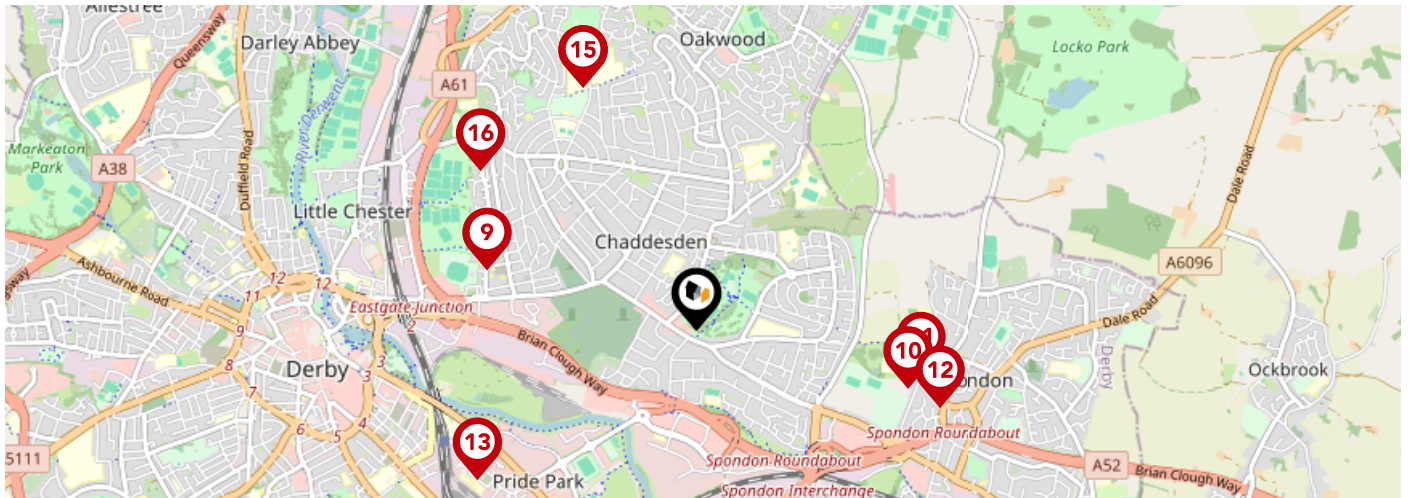 Allestree
Queensway
Darley Abbey
15
Oakwood
Locko Park
A61
River Derwent
16
Markeaton
Park
A38
Duffield Road
Dale Road
Little Chester
9
Chaddesden
A6096
Ashbourne Road
12
12
11
Eastgate Junction
2
Dale Road
9
Brian Clough Way
1
10
12
Derby
3
8
Derby
3
Ockbrook
7
4
6
5
13
Spondon Roundabout
5111
Spondon Roundabout
A52
Brian Clough Way
Pride Park
Spondon Interchange